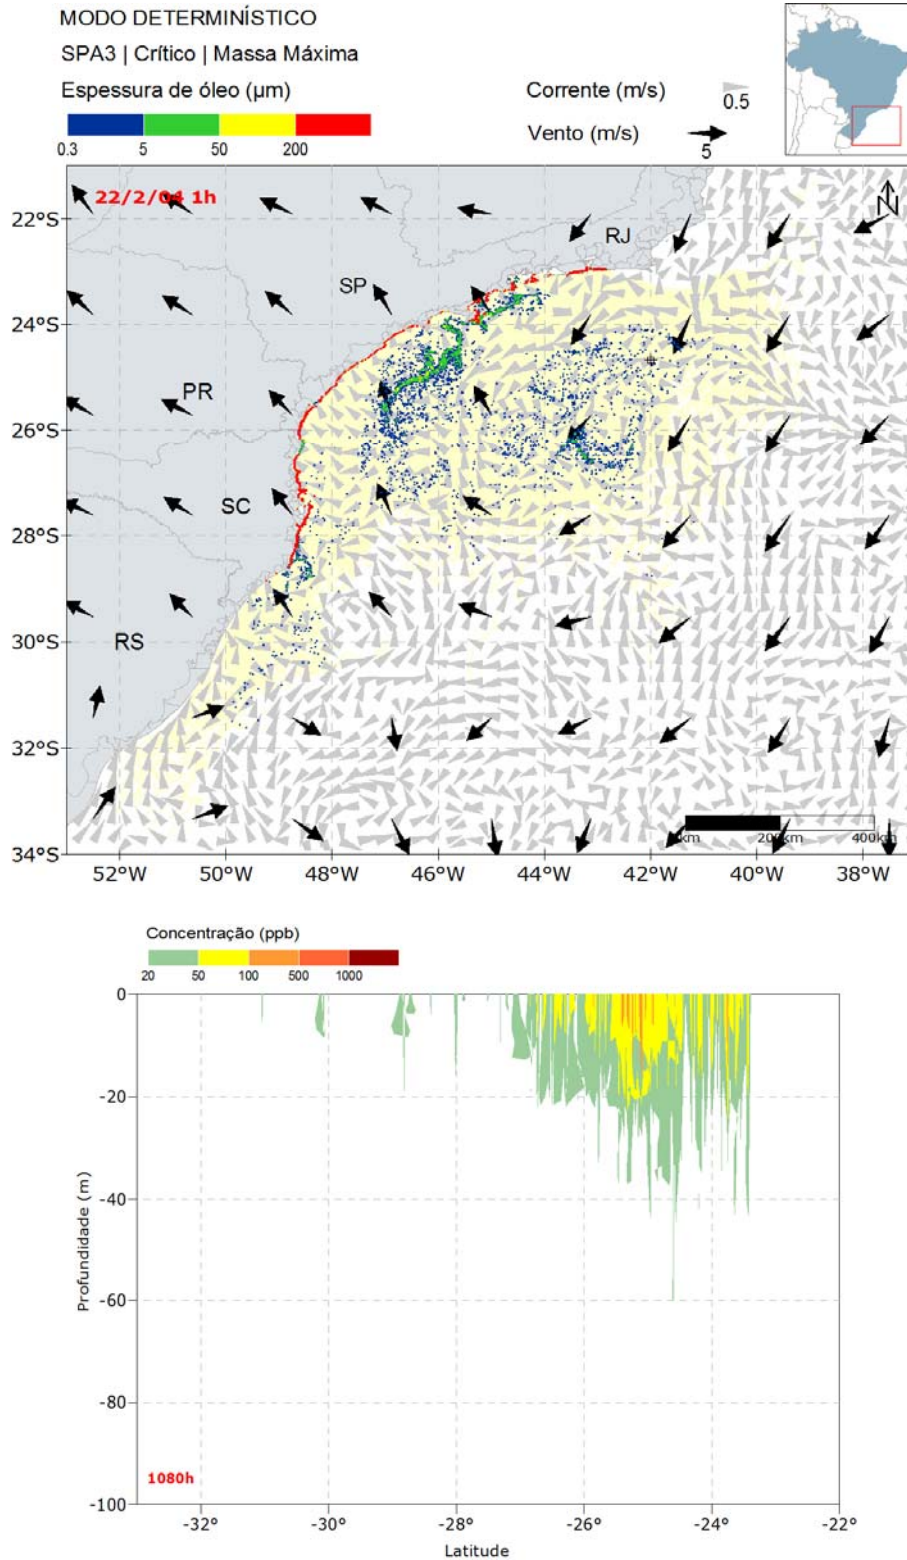 MODO DETERMINÍSTICO
SPA3 | Crítico | Massa Máxima
Espessura de óleo (µm)
0.3 5 50 200
Corrente (m/s) 0.5
Vento (m/s) 5
22/2/04 1h
N
22°S
24°S
26°S
28°S
30°S
32°S
34°S
RJ
SP
PR
SC
RS
200km 400km
52°W 50°W 48°W 46°W 44°W 42°W 40°W 38°W
Concentração (ppb)
20 50 100 500 1000
0
-20
-40
-60
-80
-100
Profundidade (m)
1080h
-32° -30° -28° -26° -24° -22
Latitude